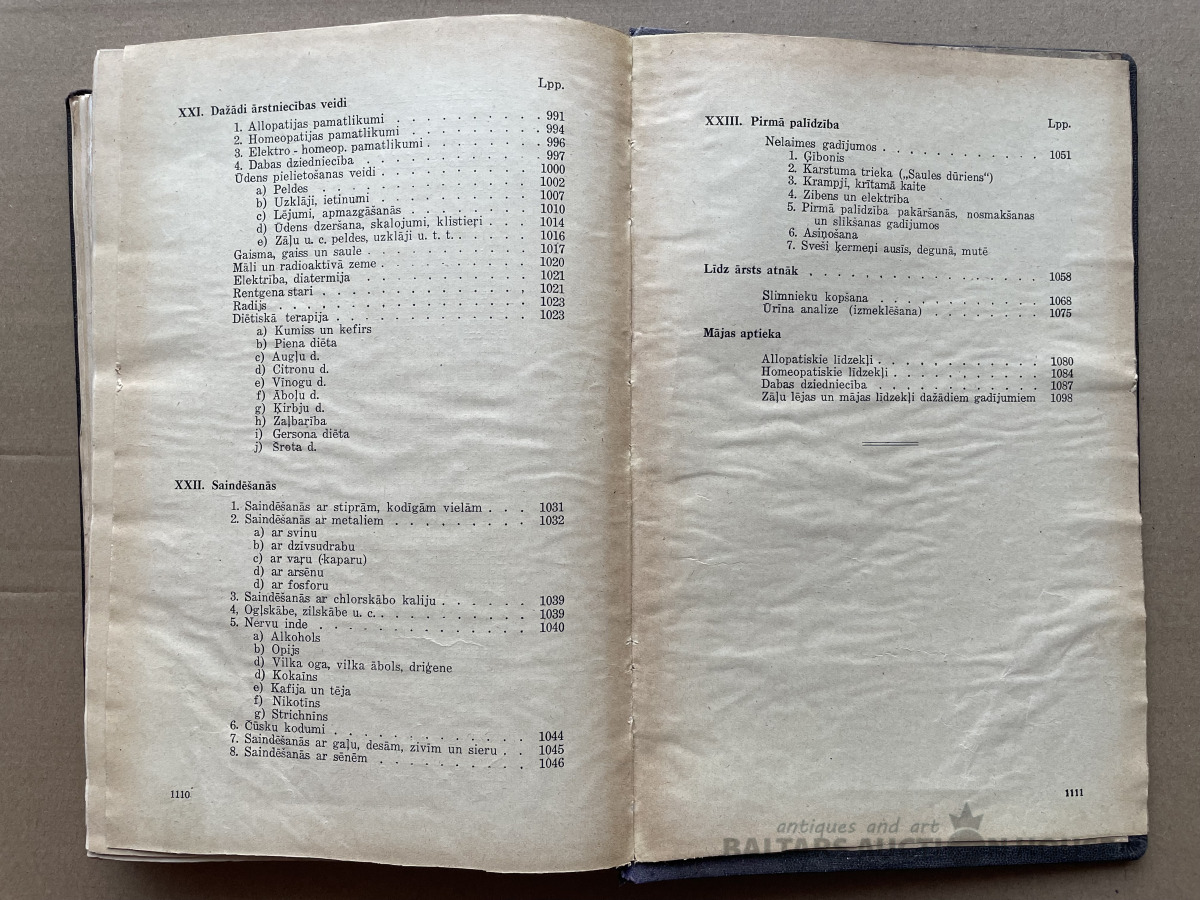 Lpp.
XXI. Dažādi ārstniecības veidi
1. Allopatijas pamatlikumi . . . . . . . . . . 991
2. Homeopatijas pamatlikumi . . . . . . . . . 994
3. Elektro - homeop. pamatlikumi . . . . . . . 996
4. Dabas dziedniecība . . . . . . . . . . . 997
Ūdens pielietošanas veidi . . . . . . . . . . 1000
a) Peldes . . . . . . . . . . . . . . 1002
b) Uzklāji, ietinumi . . . . . . . . . . 1007
c) Lējumi, apmazgāšanās . . . . . . . . 1010
d) Ūdens dzeršana, skalojumi, klistieŗi . . . 1014
e) Zāļu u. c. peldes, uzklāji u. t. t. . . . . . 1016
Gaisma, gaiss un saule . . . . . . . . . . . 1017
Māli un radioaktīvā zeme . . . . . . . . . . 1020
Elektrība, diatermija . . . . . . . . . . . 1021
Rentgena stari . . . . . . . . . . . . . . 1021
Radijs . . . . . . . . . . . . . . . . . 1023
Diētiskā terapija . . . . . . . . . . . . . 1023
a) Kumiss un kefirs
b) Piena diēta
c) Augļu d.
d) Citronu d.
e) Vīnogu d.
f) Ābolu d.
g) Ķirbju d.
h) Zaļbarība
i) Gersona diēta
j) Šrota d.
XXII. Saindēšanās
1. Saindēšanās ar stiprām, kodīgām vielām . . . 1031
2. Saindēšanās ar metaliem . . . . . . . . . 1032
a) ar svinu
b) ar dzīvsudrabu
c) ar vaŗu (kaparu)
d) ar arsēnu
d) ar fosforu
3. Saindēšanās ar chlorskābo kaliju . . . . . . 1039
4, Ogļskābe, zilskābe u. c. . . . . . . . . . . 1039
5. Nervu inde . . . . . . . . . . . . . . 1040
a) Alkohols
b) Opijs
d) Vilka oga, vilka ābols, driģene
d) Kokaīns
e) Kafija un tēja
f) Nikotīns
g) Strichnīns
6. Čūsku kodumi . . . . . . . . . . . . . 1044
7. Saindēšanās ar gaļu, desām, zivīm un sieru . . 1045
8. Saindēšanās ar sēnēm . . . . . . . . . . 1046
1110
XXIII. Pirmā palīdzība Lpp.
Nelaimes gadījumos . . . . . . . . . . . . 1051
1. Ģībonis
2. Karstuma trieka („Saules dūriens")
3. Krampji, krītamā kaite
4. Zibens un elektrība
5. Pirmā palīdzība pakāršanās, nosmakšanas
un slīkšanas gadījumos
6. Asiņošana
7. Sveši ķermeņi ausīs, degunā, mutē
Līdz ārsts atnāk . . . . . . . . . . . . . . 1058
Slimnieku kopšana . . . . . . . . . . . . 1068
Ūrīna analīze (izmeklēšana) . . . . . . . . 1075
Mājas aptieka
Allopatiskie līdzekļi . . . . . . . . . . . . 1080
Homeopatiskie līdzekļi . . . . . . . . . . . 1084
Dabas dziedniecība . . . . . . . . . . . . 1087
Zāļu lējas un mājas līdzekļi dažādiem gadījumiem 1098
1111
antiques and art
BALTARS AUCTION HOUSE